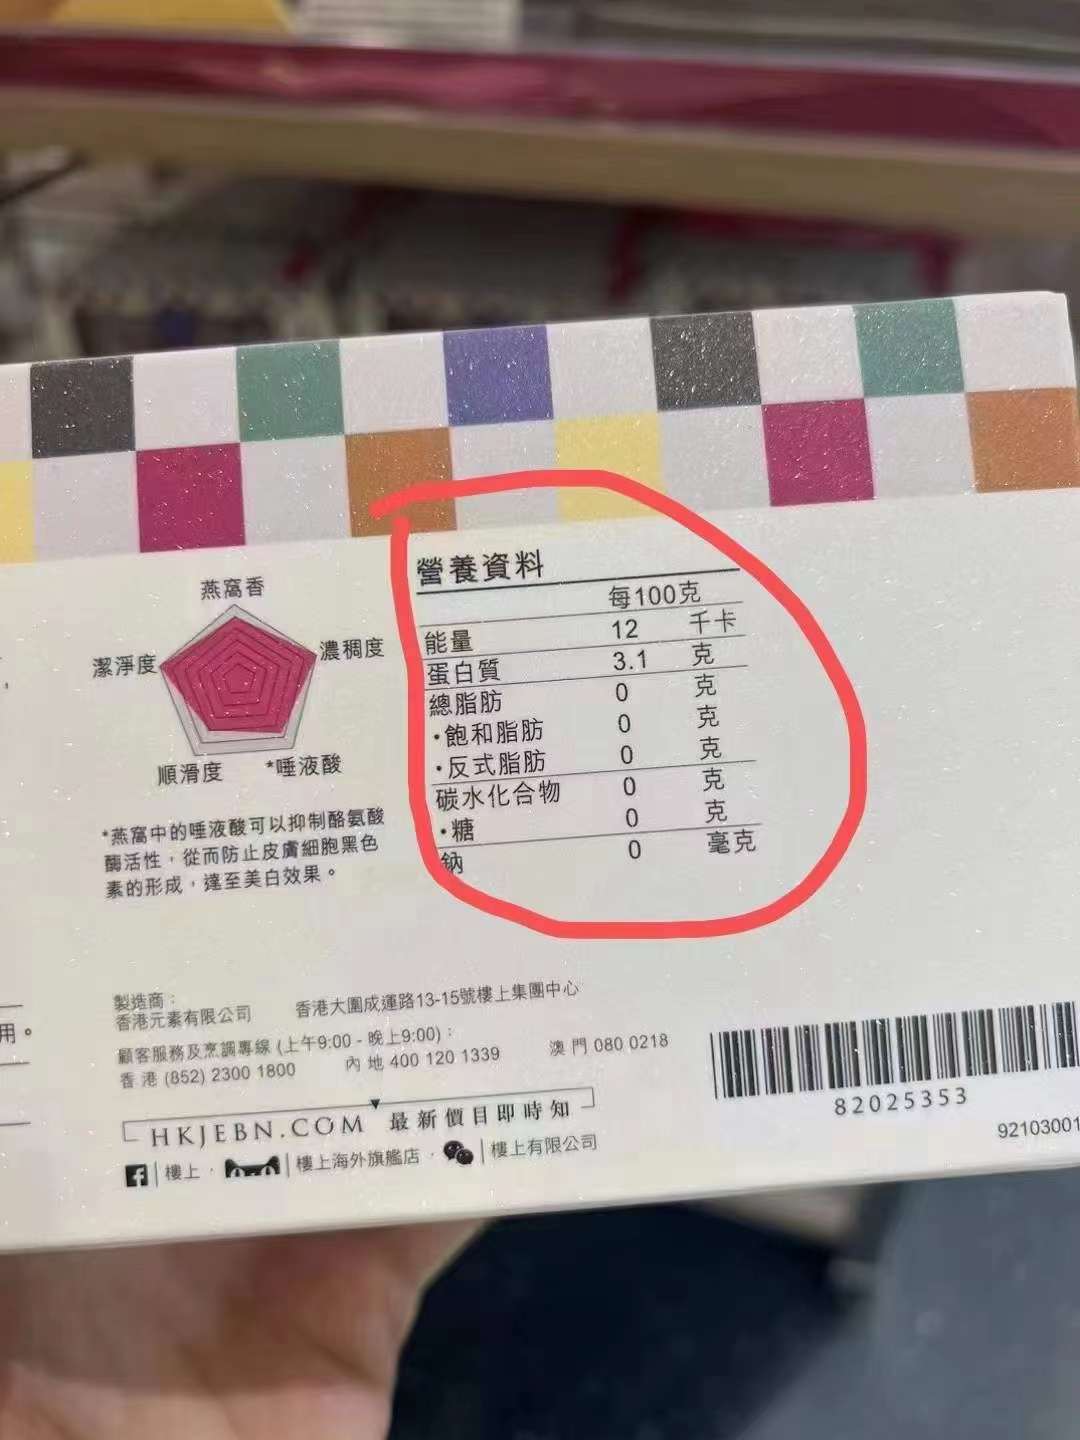 燕窩香
濃稠度
潔淨度
順滑度
*唾液酸
*燕窩中的唾液酸可以抑制酪氨酸
酶活性，從而防止皮膚細胞黑色
素的形成，達至美白效果。
營養資料
每100克
能量 12 千卡
蛋白質 3.1 克
總脂肪 0 克
·飽和脂肪 0 克
·反式脂肪 0 克
碳水化合物 0 克
·糖 0 克
鈉 0 毫克
用。
製造商：
香港元素有限公司 香港大圍成運路13-15號樓上集團中心
顧客服務及烹調專線 (上午9:00 - 晚上9:00)：
香港 (852) 2300 1800 內地 400 120 1339 澳門 080 0218
HKJEBN.COM 最新價目即時知
樓上 · 樓上海外旗艦店 · 樓上有限公司
82025353
92103001